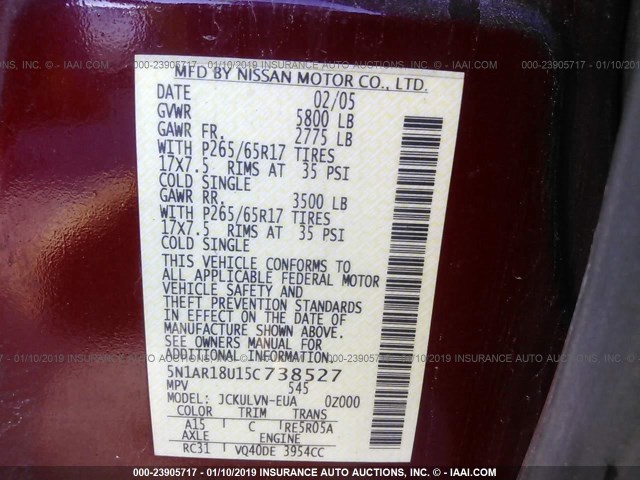 000-23905717 - 01/10/2019 INSURANCE AUTO AUCTIONS - IAAI.COM
MFD BY NISSAN MOTOR CO., LTD.
DATE 02/05
GVWR 5800 LB
GAWR FR. 2775 LB
WITH P265/65R17 TIRES
17X7.5 RIMS AT 35 PSI
COLD SINGLE
GAWR RR. 3500 LB
WITH P265/65R17 TIRES
17X7.5 RIMS AT 35 PSI
COLD SINGLE
THIS VEHICLE CONFORMS TO
ALL APPLICABLE FEDERAL MOTOR
VEHICLE SAFETY AND
THEFT PREVENTION STANDARDS
IN EFFECT ON THE DATE OF
MANUFACTURE SHOWN ABOVE.
SEE OWNERS MANUAL FOR
ADDITIONAL INFORMATION.
5N1AR18U15C738527
MPV 545
MODEL: JCKULVN-EUA 0Z000
COLOR TRIM TRANS
A15 C RE5R05A
AXLE ENGINE
RC31 VQ40DE 3954CC
000-23905717 - 01/10/2019 INSURANCE AUTO AUCTIONS - IAAI.COM